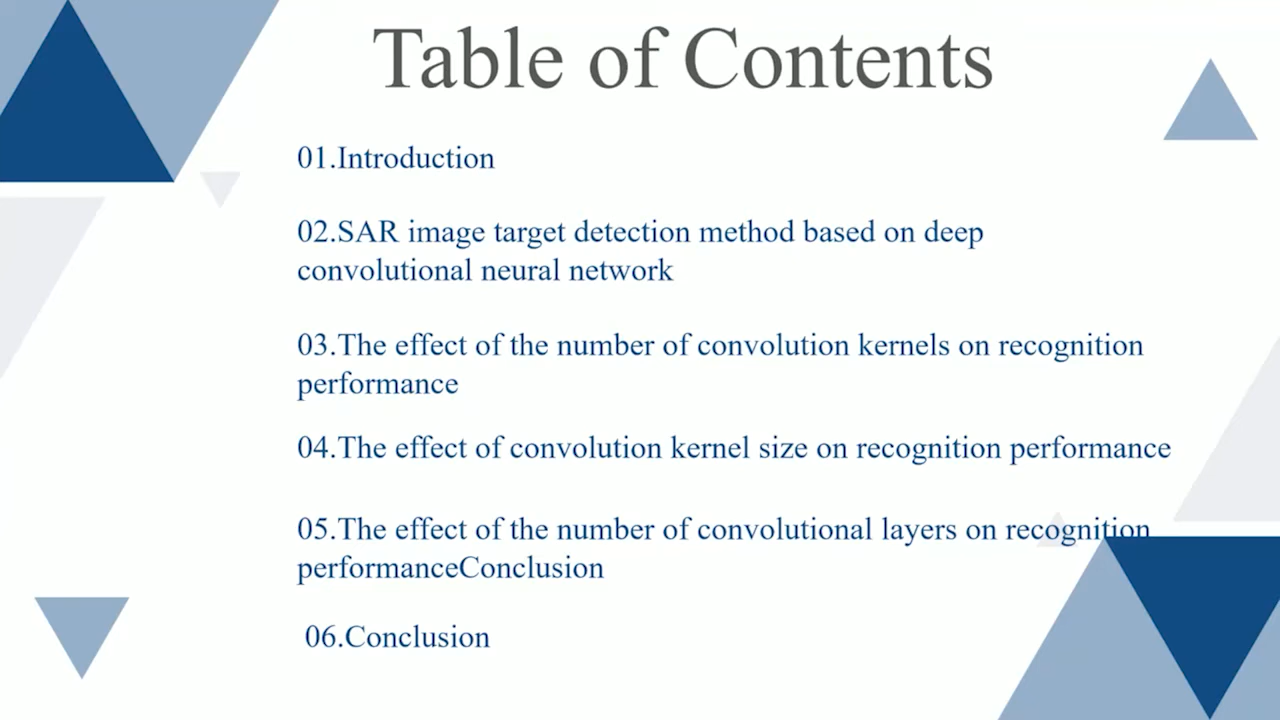 Table of Contents
01.Introduction
02.SAR image target detection method based on deep
convolutional neural network
03.The effect of the number of convolution kernels on recognition
performance
04.The effect of convolution kernel size on recognition performance
05.The effect of the number of convolutional layers on recognition
performanceConclusion
06.Conclusion